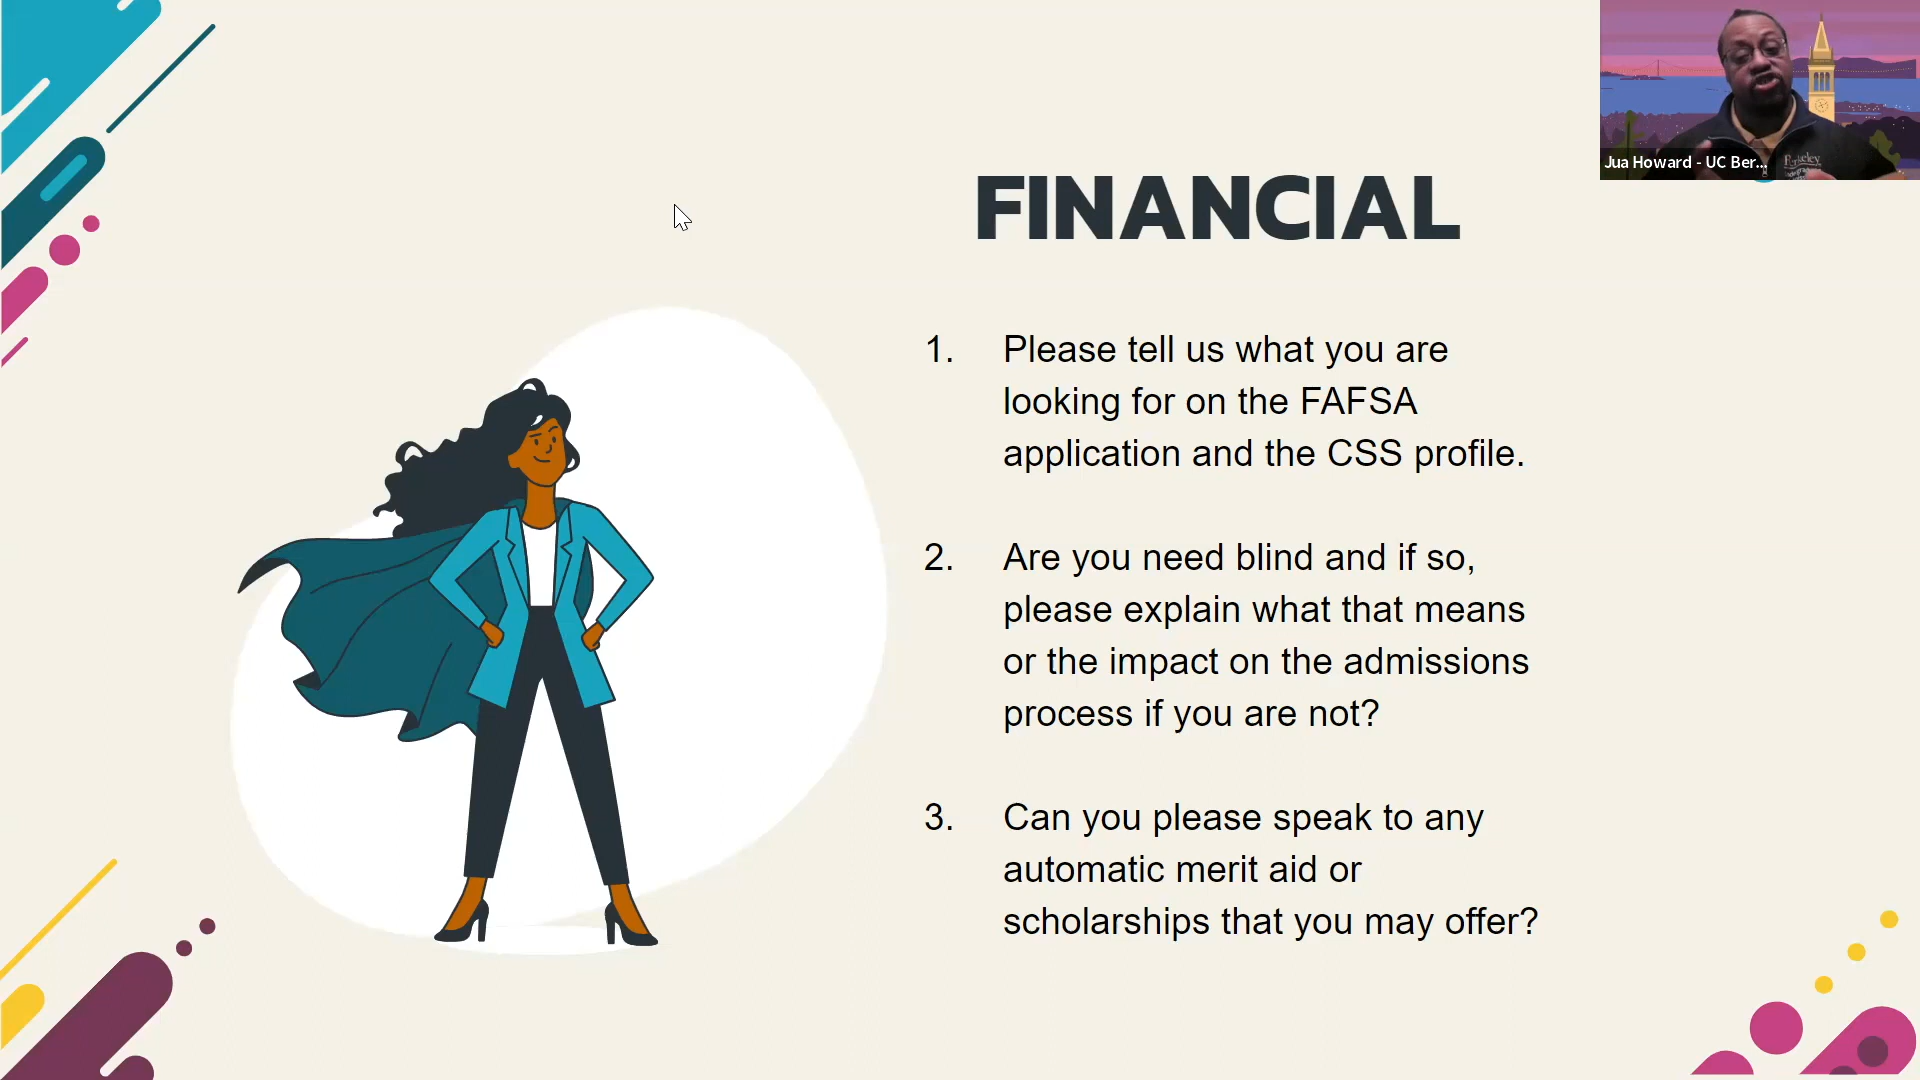 Jua Howard - UC Ber...
Berkeley
FINANCIAL
1. Please tell us what you are
looking for on the FAFSA
application and the CSS profile.
2. Are you need blind and if so,
please explain what that means
or the impact on the admissions
process if you are not?
3. Can you please speak to any
automatic merit aid or
scholarships that you may offer?